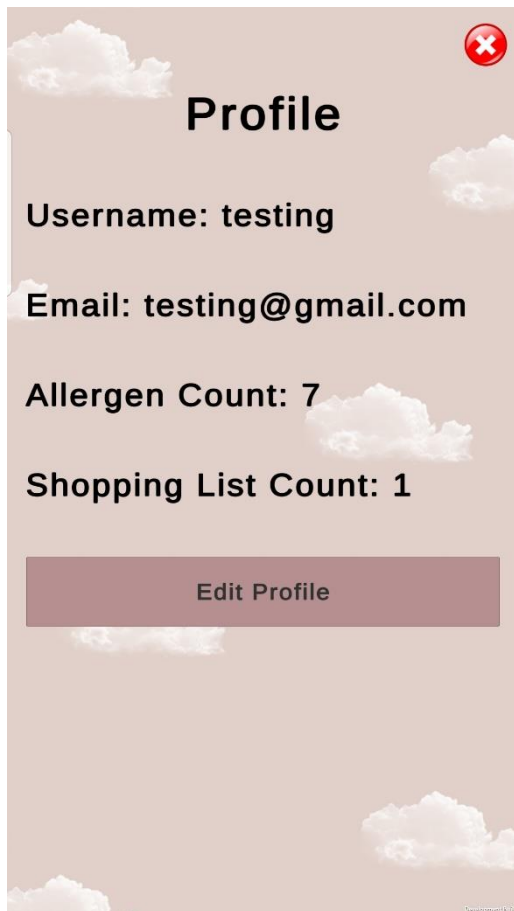 Profile
Username: testing
Email: testing@gmail.com
Allergen Count: 7
Shopping List Count: 1
Edit Profile